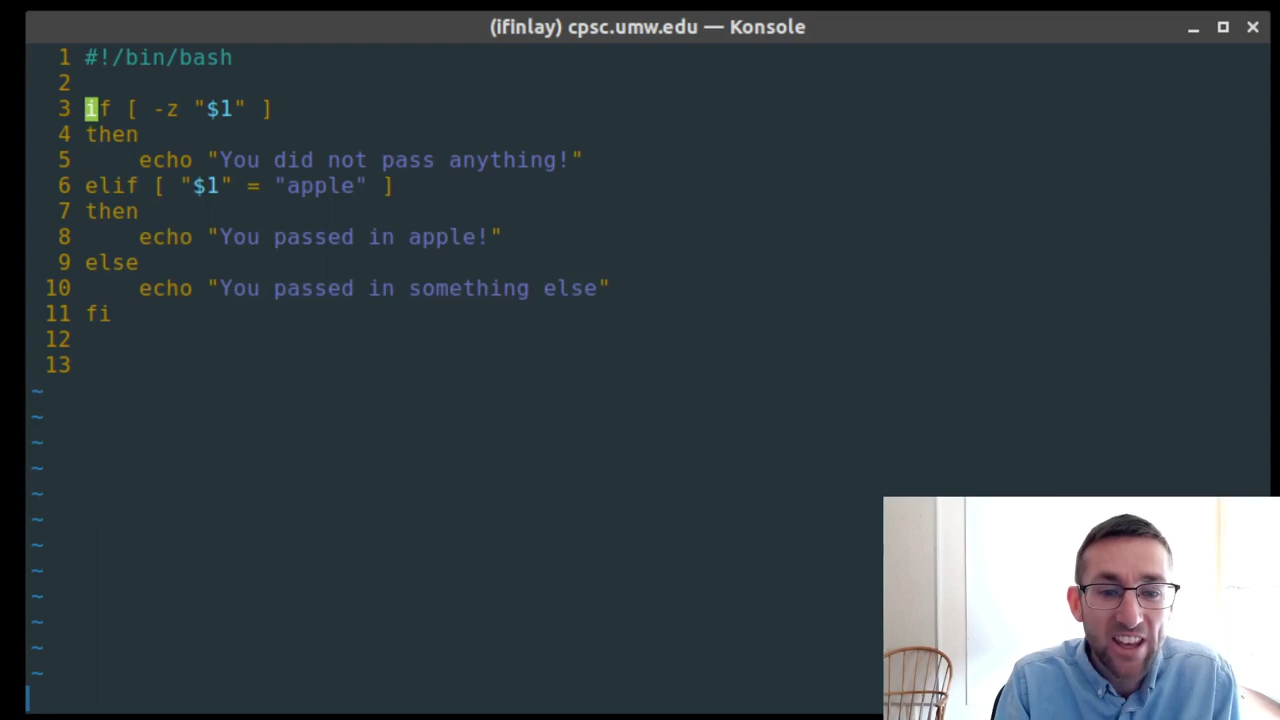 (ifinlay) cpsc.umw.edu — Konsole
1 #!/bin/bash
2
3 if [ -z "$1" ]
4 then
5     echo "You did not pass anything!"
6 elif [ "$1" = "apple" ]
7 then
8     echo "You passed in apple!"
9 else
10     echo "You passed in something else"
11 fi
12
13
~
~
~
~
~
~
~
~
~
~
~
~